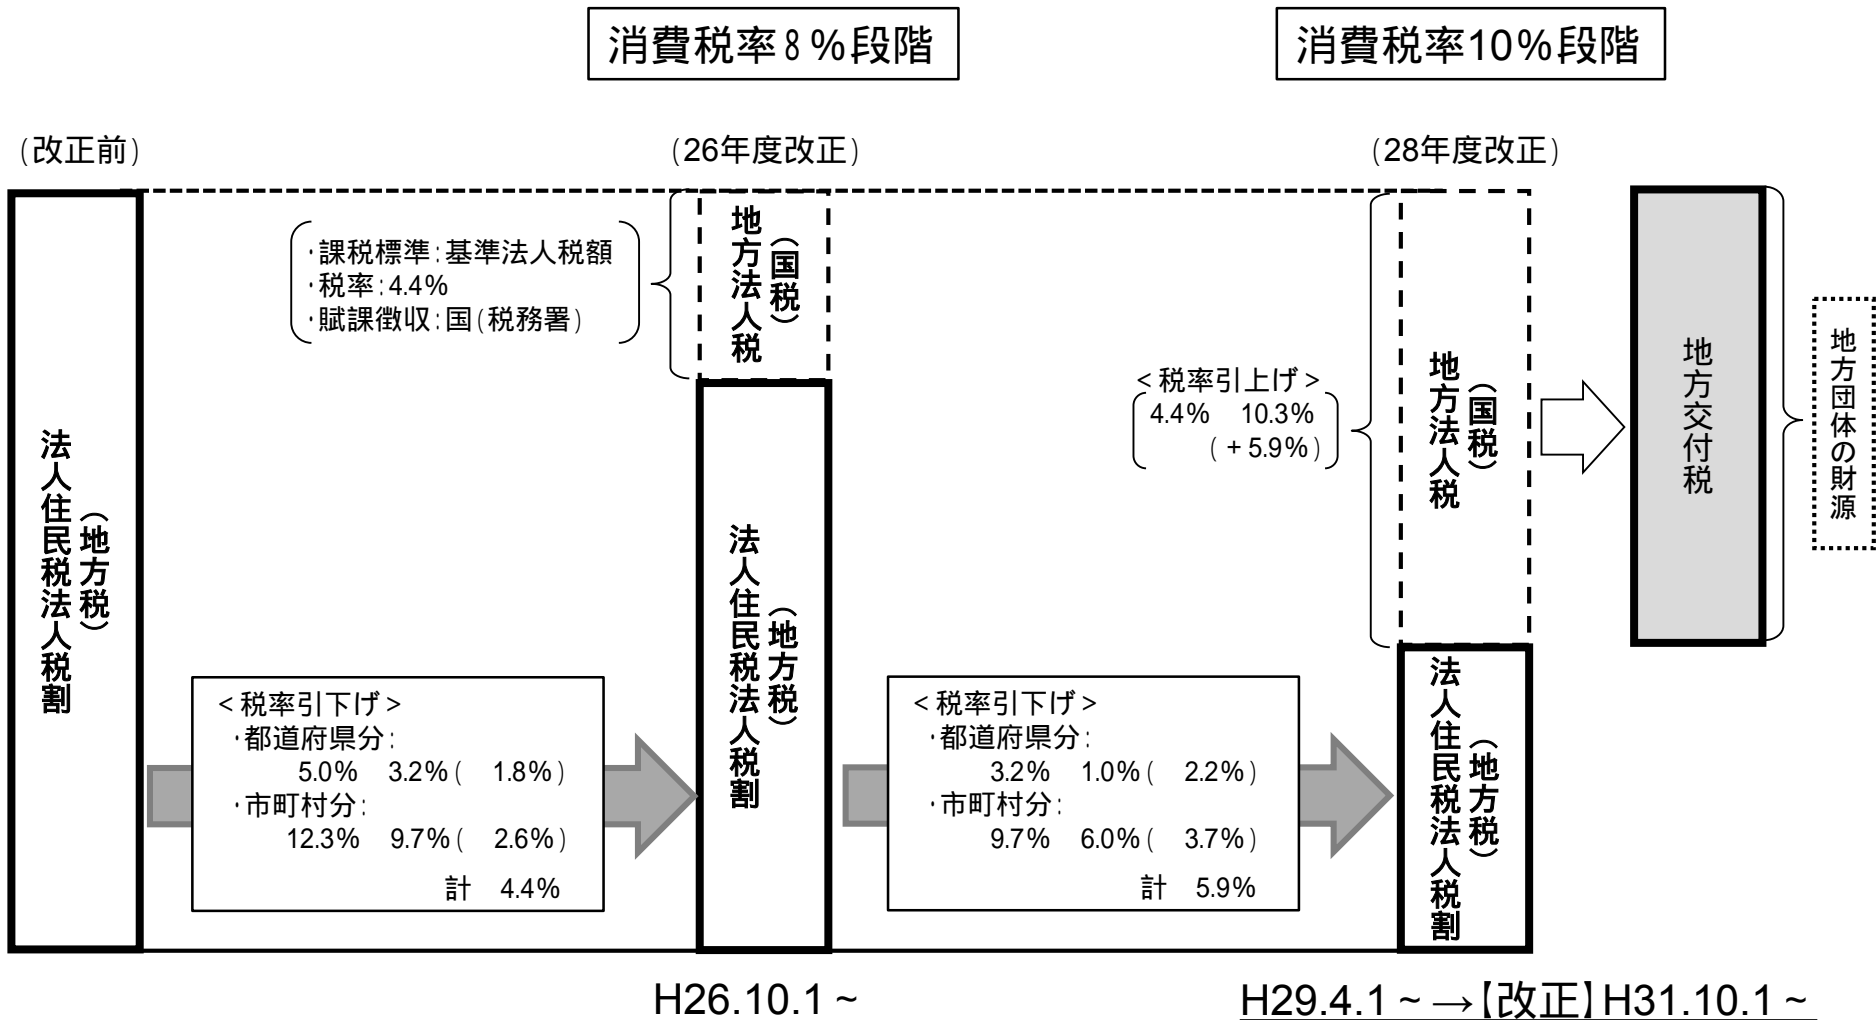 消費税率8%段階
消費税率10%段階
(改正前)
(26年度改正)
(28年度改正)
法人住民税法人税割
(地方税)
・課税標準:基準法人税額
・税率:4.4%
・賦課徴収:国(税務署)
地方法人税
(国税)
法人住民税法人税割
(地方税)
<税率引下げ>
・都道府県分:
5.0% 3.2%( 1.8%)
・市町村分:
12.3% 9.7%( 2.6%)
計 4.4%
<税率引上げ>
4.4% 10.3%
(+5.9%)
<税率引下げ>
・都道府県分:
3.2% 1.0%( 2.2%)
・市町村分:
9.7% 6.0%( 3.7%)
計 5.9%
地方法人税
(国税)
法人住民税法人税割
(地方税)
地方交付税
地方団体の財源
H26.10.1~
H29.4.1~→【改正】H31.10.1~